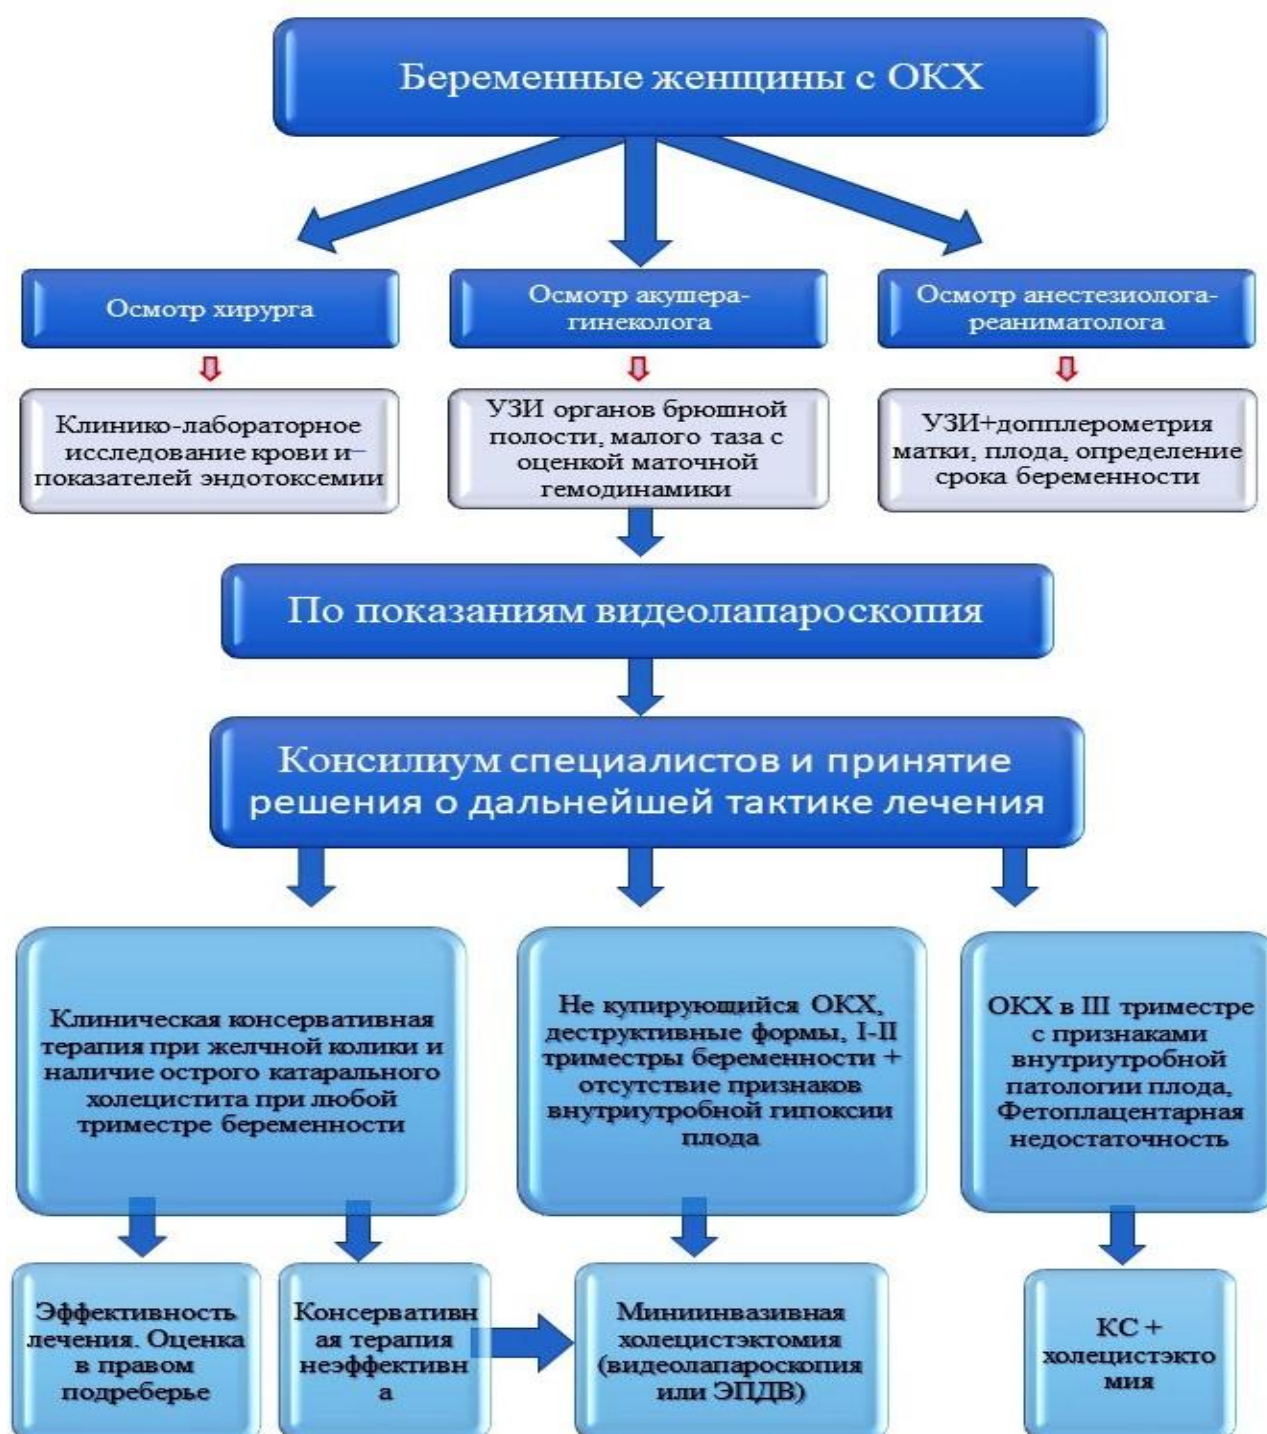 Беременные женщины с ОКХ
Осмотр хирурга
Осмотр акушера-
гинеколога
Осмотр анестезиолога-
реаниматолога
Клинико-лабораторное
исследование крови и–
показателей эндотоксемии
УЗИ органов брюшной
полости, малого таза с
оценкой маточной
гемодинамики
УЗИ+допплерометрия
матки, плода, определение
срока беременности
По показаниям видеолапароскопия
Консилиум специалистов и принятие
решения о дальнейшей тактике лечения
Клиническая консервативная
терапия при желчной колики и
наличие острого катарального
холецистита при любой
триместре беременности
Не купирующийся ОКХ,
деструктивные формы, I-II
триместры беременности +
отсутствие признаков
внутриутробной гипоксии
плода
ОКХ в III триместре
с признаками
внутриутробной
патологии плода,
Фетоплацентарная
недостаточность
Эффективность
лечения. Оценка
в правом
подреберье
Консервативн
ая терапия
неэффективн
а
Миниинвазивная
холецистэктомия
(видеолапароскопия
или ЭПДВ)
КС +
холецистэкто
мия